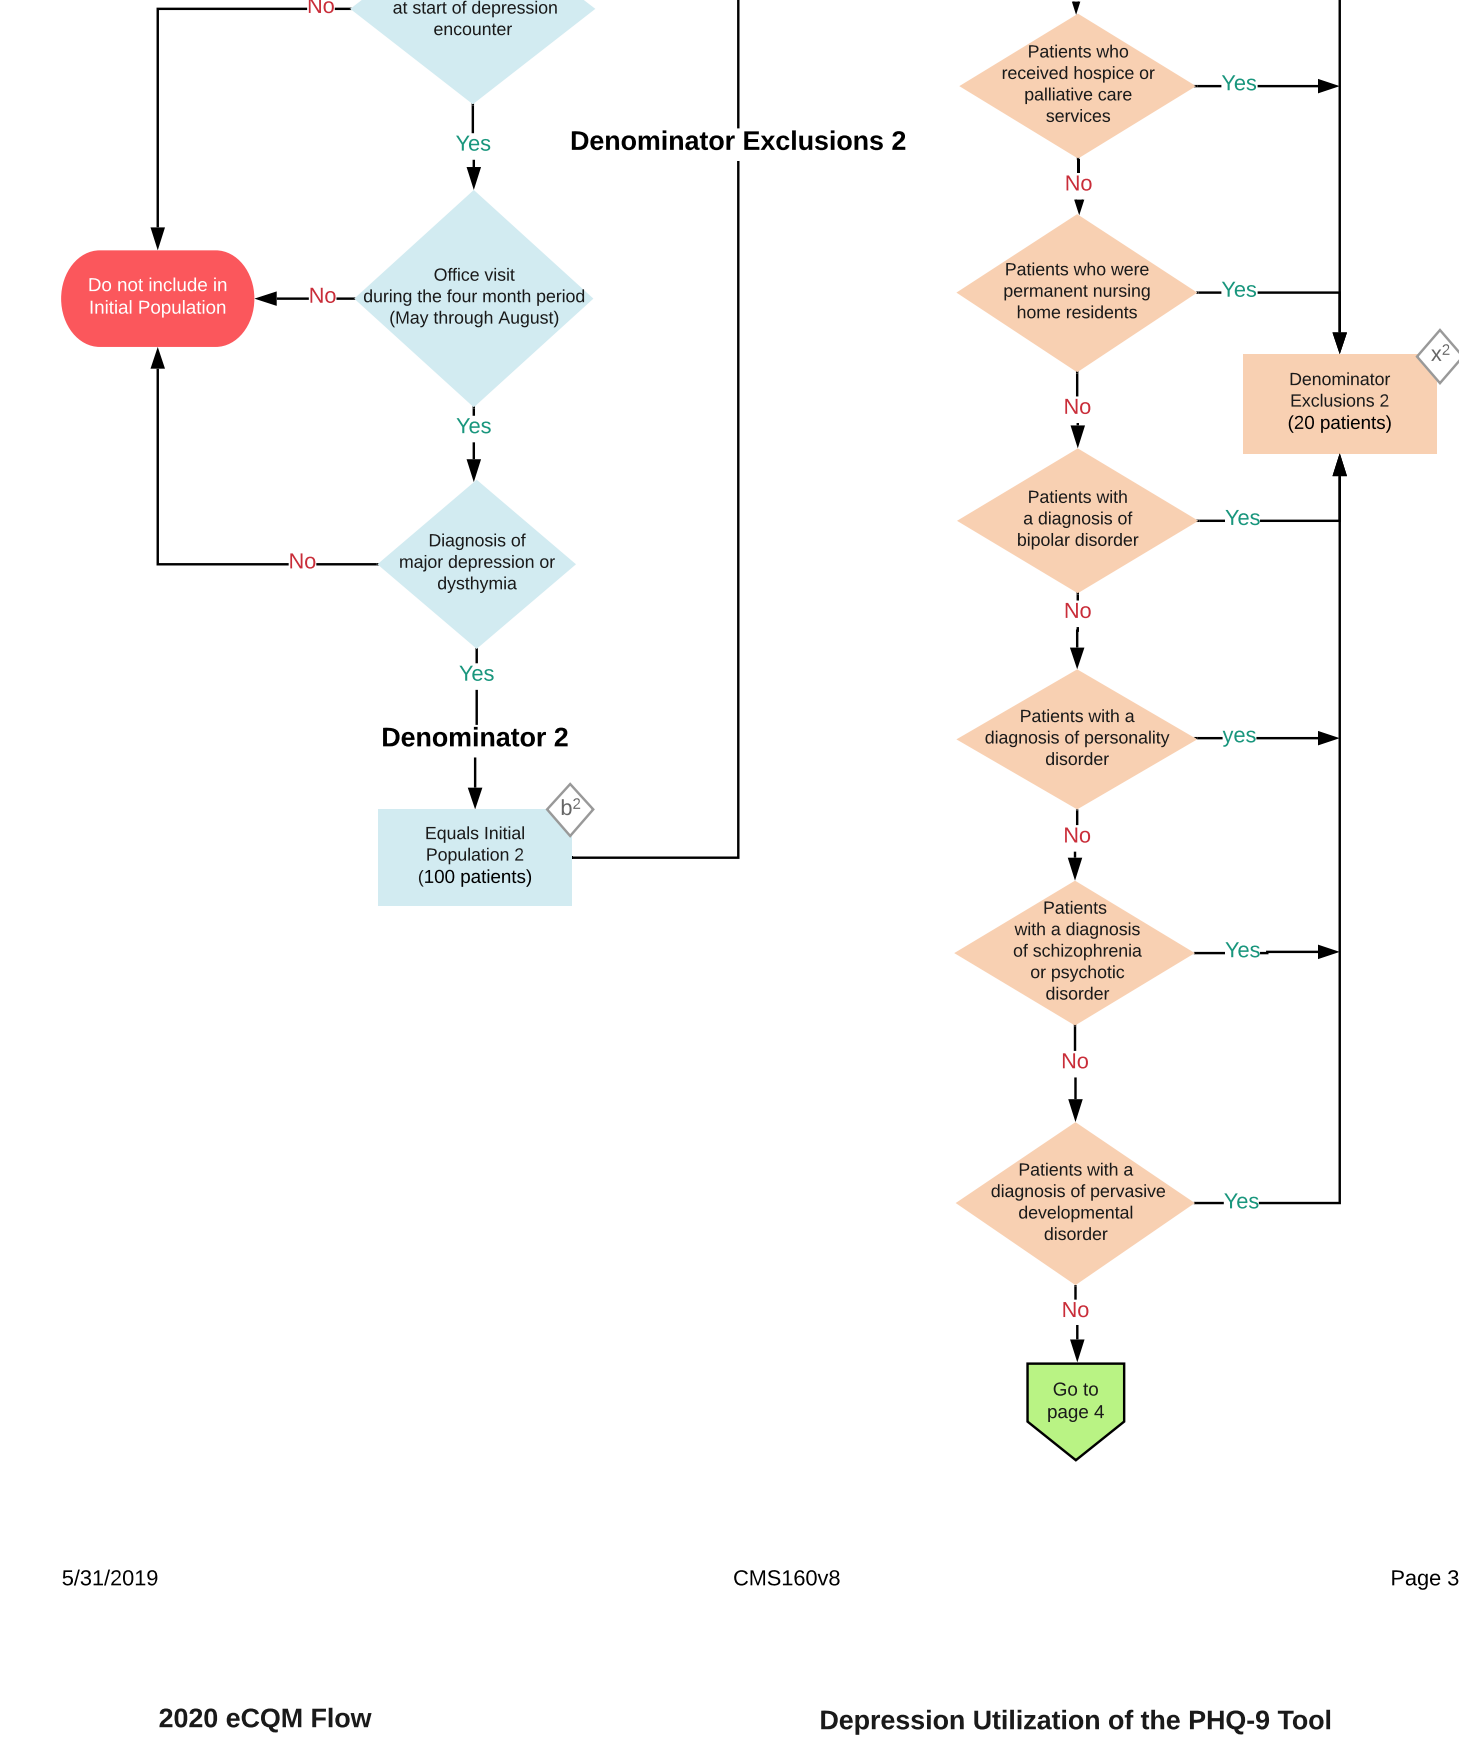 No
at start of depression
encounter
Yes
Office visit
during the four month period
(May through August)
No
Do not include in
Initial Population
Yes
Diagnosis of
major depression or
dysthymia
No
Yes
Denominator 2
b2
Equals Initial
Population 2
(100 patients)
Denominator Exclusions 2
Patients who
received hospice or
palliative care
services
Yes
No
Patients who were
permanent nursing
home residents
Yes
x2
Denominator
Exclusions 2
(20 patients)
No
Patients with
a diagnosis of
bipolar disorder
Yes
No
Patients with a
diagnosis of personality
disorder
yes
No
Patients
with a diagnosis
of schizophrenia
or psychotic
disorder
Yes
No
Patients with a
diagnosis of pervasive
developmental
disorder
Yes
No
Go to
page 4
5/31/2019
CMS160v8
Page 3
2020 eCQM Flow
Depression Utilization of the PHQ-9 Tool